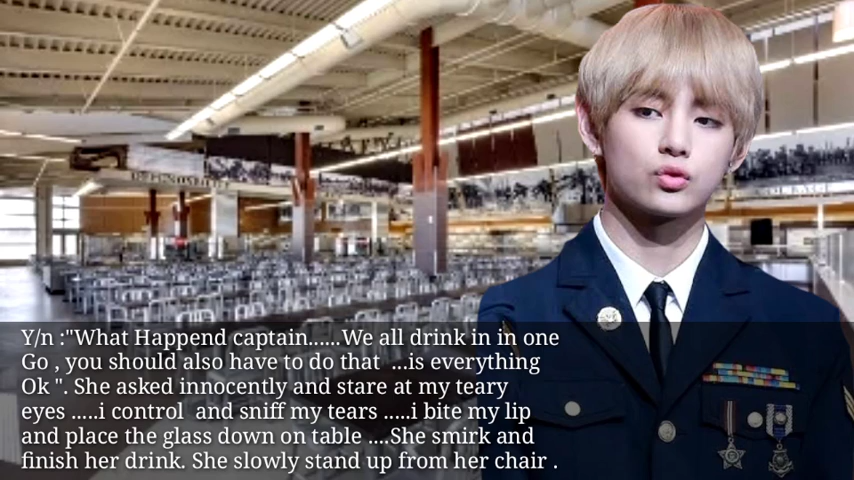 Y/n :"What Happend captain......We all drink in in one
Go , you should also have to do that  ...is everything
Ok ". She asked innocently and stare at my teary
eyes .....i control  and sniff my tears .....i bite my lip
and place the glass down on table ....She smirk and
finish her drink. She slowly stand up from her chair .